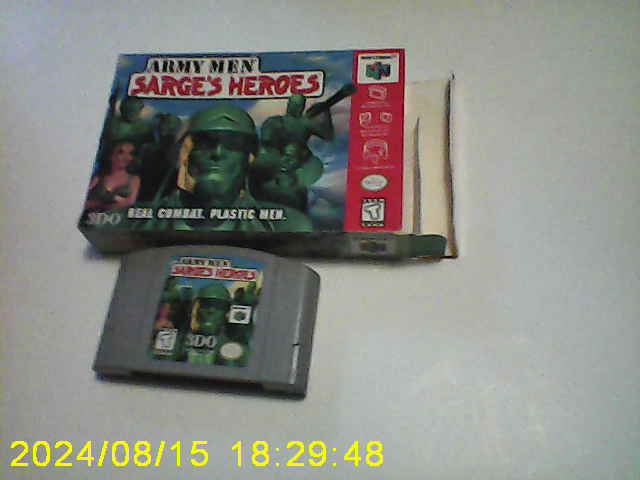 ARMY MEN
SARGE'S HEROES
3DO
REAL COMBAT. PLASTIC MEN.
T
ARMY MEN
SARGE'S HEROES
T
3DO
2024/08/15 18:29:48